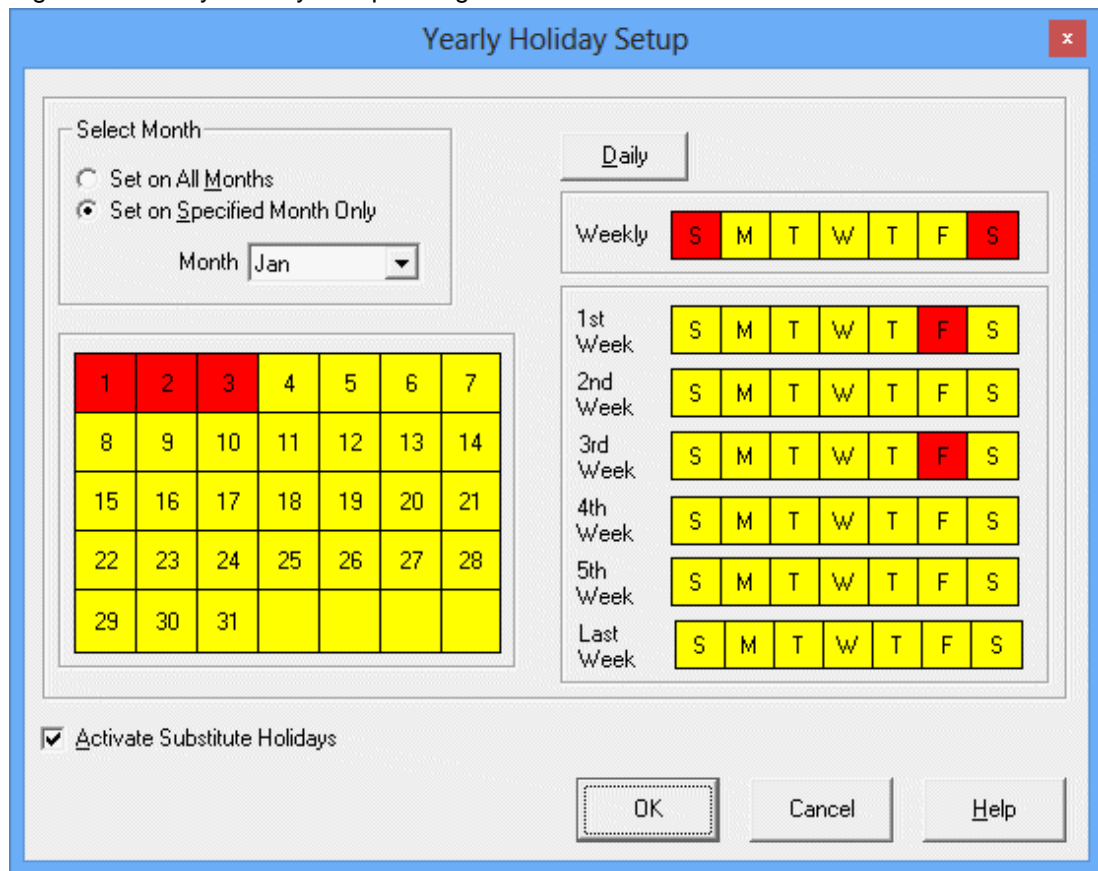 Yearly Holiday Setup
x
Select Month
Set on All Months
Set on Specified Month Only
Month Jan
1 2 3 4 5 6 7
8 9 10 11 12 13 14
15 16 17 18 19 20 21
22 23 24 25 26 27 28
29 30 31
Daily
Weekly S M T W T F S
1st
Week S M T W T F S
2nd
Week S M T W T F S
3rd
Week S M T W T F S
4th
Week S M T W T F S
5th
Week S M T W T F S
Last
Week S M T W T F S
Activate Substitute Holidays
OK Cancel Help